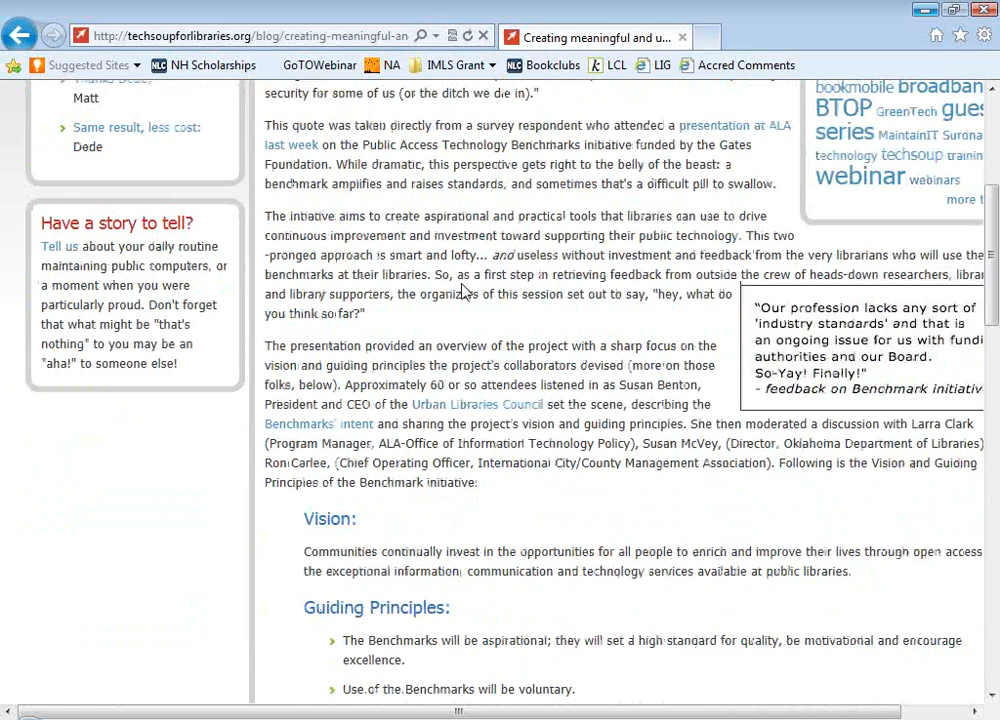 http://techsoupforlibraries.org/blog/creating-meaningful-an
Creating meaningful and u...
Suggested Sites
NLC NH Scholarships
GoTOWebinar
NA
IMLS Grant
NLC Bookclubs
k LCL
LIG
Accred Comments
Matt
Same result, less cost:
Dede
Have a story to tell?
Tell us about your daily routine
maintaining public computers, or
a moment when you were
particularly proud. Don't forget
that what might be "that's
nothing" to you may be an
"aha!" to someone else!
security for some of us (or the ditch we die in)."
This quote was taken directly from a survey respondent who attended a presentation at ALA
last week on the Public Access Technology Benchmarks initiative funded by the Gates
Foundation. While dramatic, this perspective gets right to the belly of the beast: a
benchmark amplifies and raises standards, and sometimes that's a difficult pill to swallow.
The intiative aims to create aspirational and practical tools that libraries can use to drive
continuous improvement and investment toward supporting their public technology. This two
-pronged approach is smart and lofty... and useless without investment and feedback from the very librarians who will use the
benchmarks at their libraries. So, as a first step in retrieving feedback from outside the crew of heads-down researchers, librar
and library supporters, the organizers of this session set out to say, "hey, what do
you think so far?"
The presentation provided an overview of the project with a sharp focus on the
vision and guiding principles the project's collaborators devised (more on those
folks, below). Approximately 60 or so attendees listened in as Susan Benton,
President and CEO of the Urban Libraries Council set the scene, describing the
Benchmarks' intent and sharing the project's vision and guiding principles. She then moderated a discussion with Larra Clark
(Program Manager, ALA-Office of Information Technology Policy), Susan McVey, (Director, Oklahoma Department of Libraries)
Ron Carlee, (Chief Operating Officer, International City/County Management Association). Following is the Vision and Guiding
Principles of the Benchmark initiative:
Vision:
Communities continually invest in the opportunities for all people to enrich and improve their lives through open access
the exceptional information, communication and technology services available at public libraries.
Guiding Principles:
The Benchmarks will be aspirational; they will set a high standard for quality, be motivational and encourage
excellence.
Use of the Benchmarks will be voluntary.
bookmobile broadban
BTOP GreenTech gues
series MaintainIT Surona
technology techsoup trainin
webinar webinars
more t
"Our profession lacks any sort of
'industry standards' and that is
an ongoing issue for us with fundi
authorities and our Board.
So-Yay! Finally!"
- feedback on Benchmark initiativ